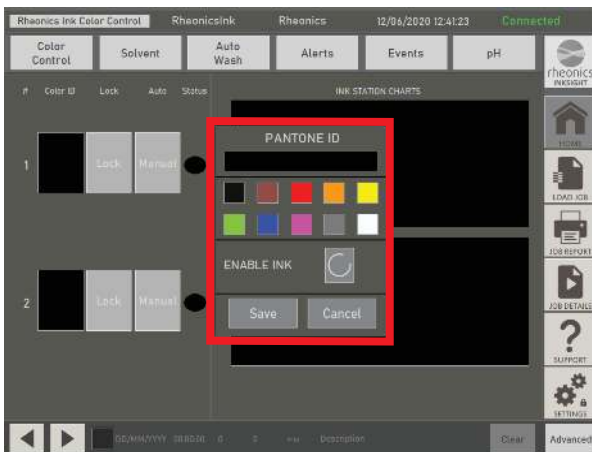 Rheonics Ink Color Control RheonicsInk Rheonics 12/06/2020 12:41:23 Connected
Color Control Solvent Auto Wash Alerts Events pH
rheonics
INKSIGHT
# Color ID Lock Auto Status INK STATION CHARTS
HOME
PANTONE ID
1 Lock Manual
LOAD JOB
JOB REPORT
ENABLE INK
JOB DETAILS
2 Lock Manual
Save Cancel
SUPPORT
SETTINGS
DD/MM/YYYY 0 0 Description Clear Advanced